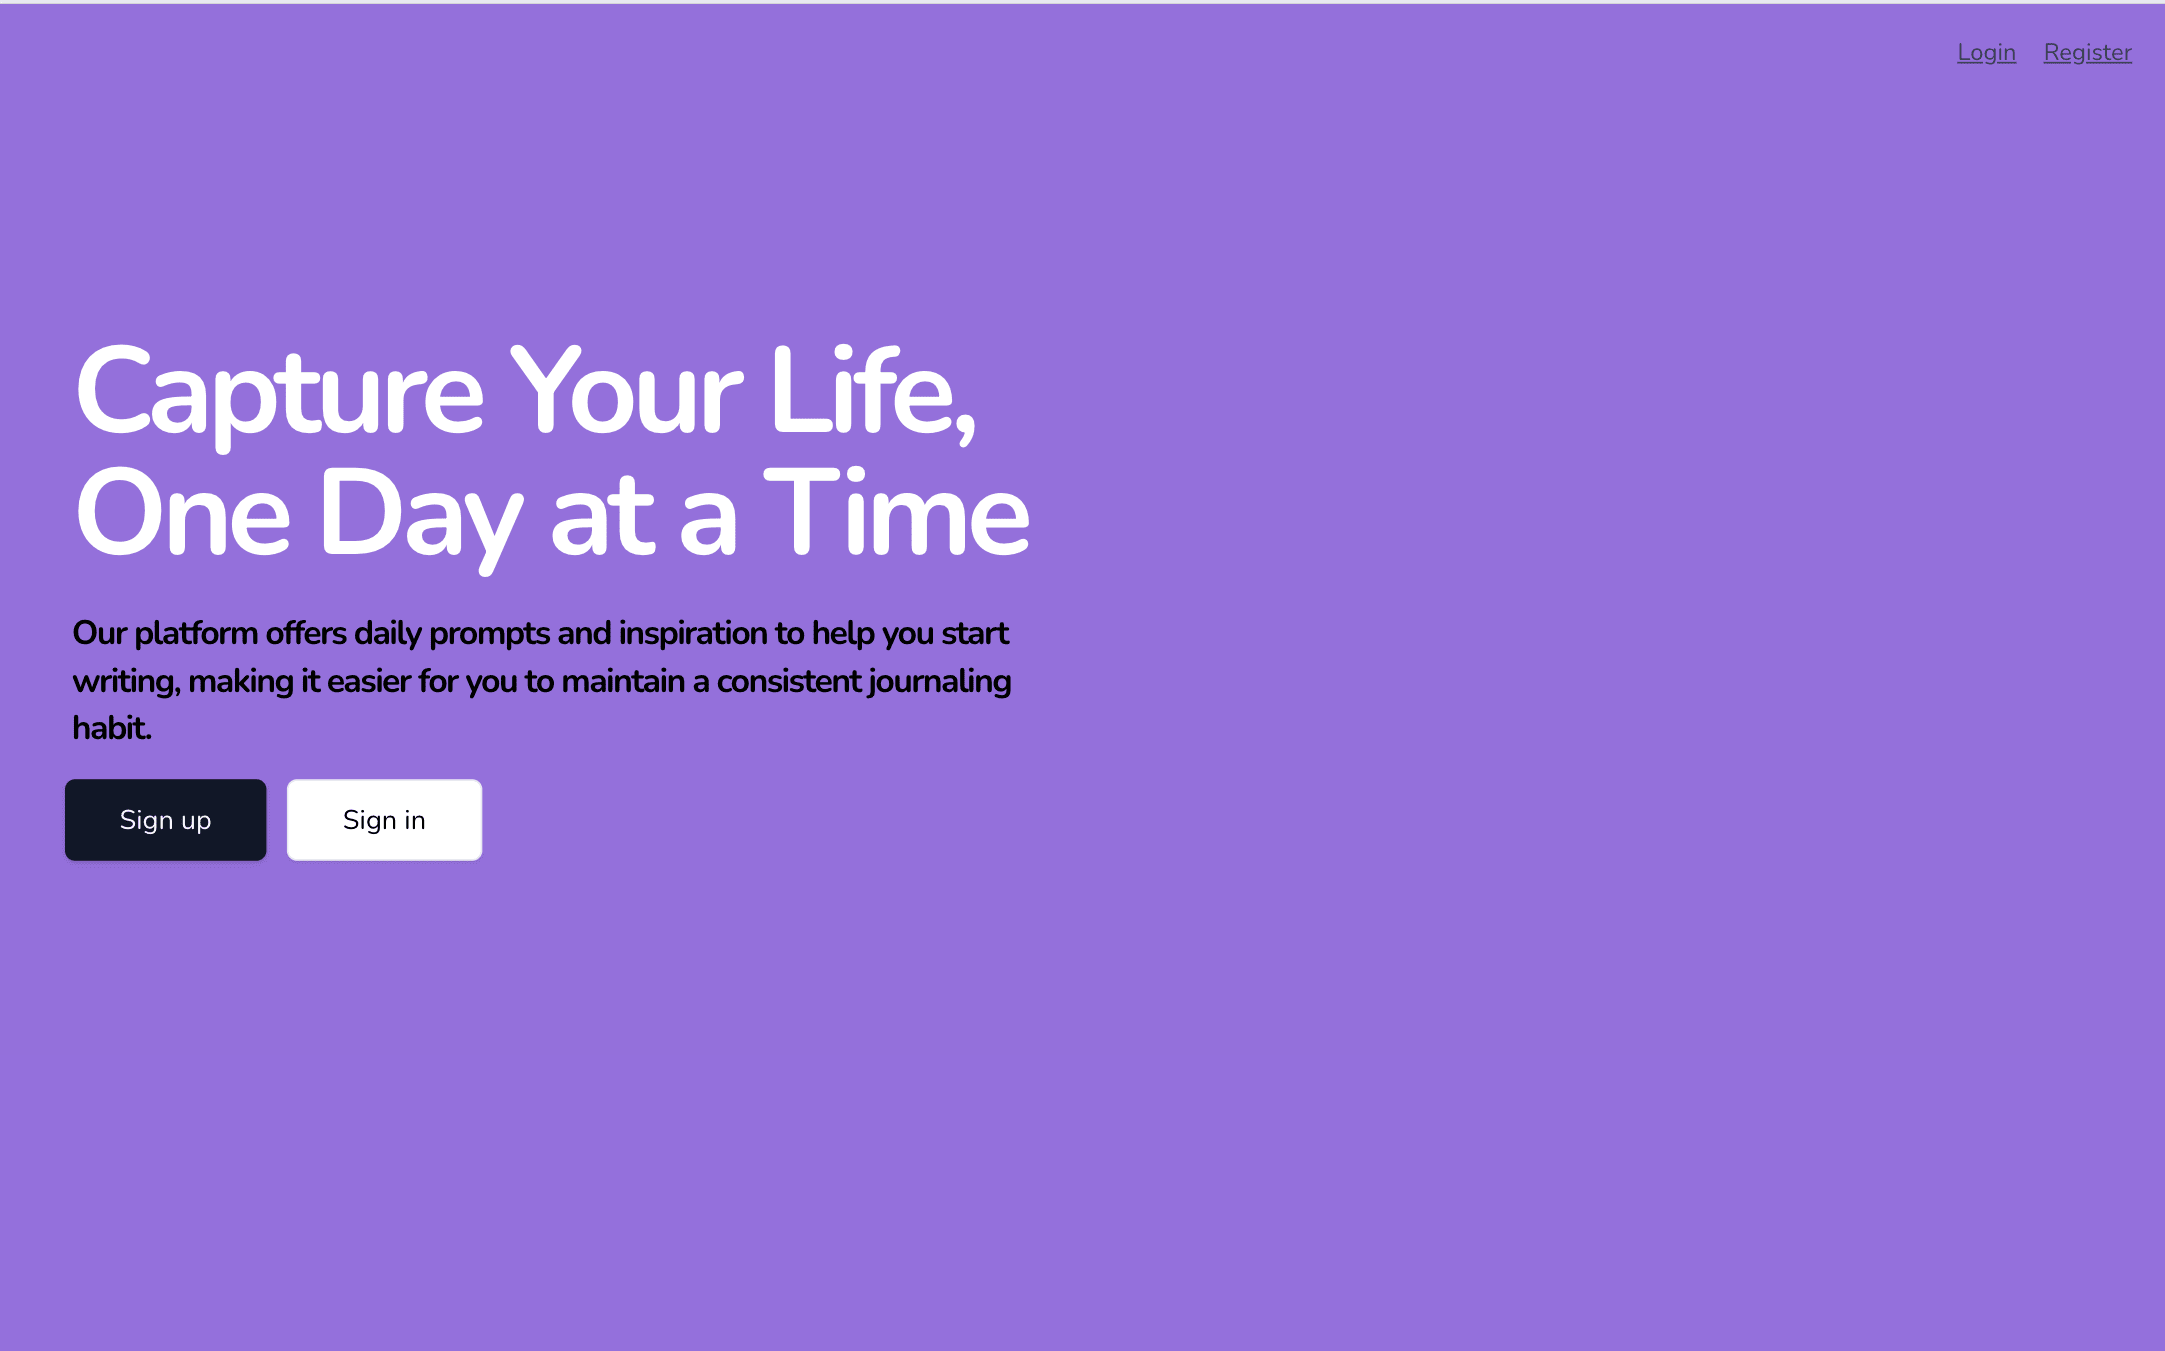 Login Register
Capture Your Life,
One Day at a Time
Our platform offers daily prompts and inspiration to help you start
writing, making it easier for you to maintain a consistent journaling
habit.
Sign up Sign in